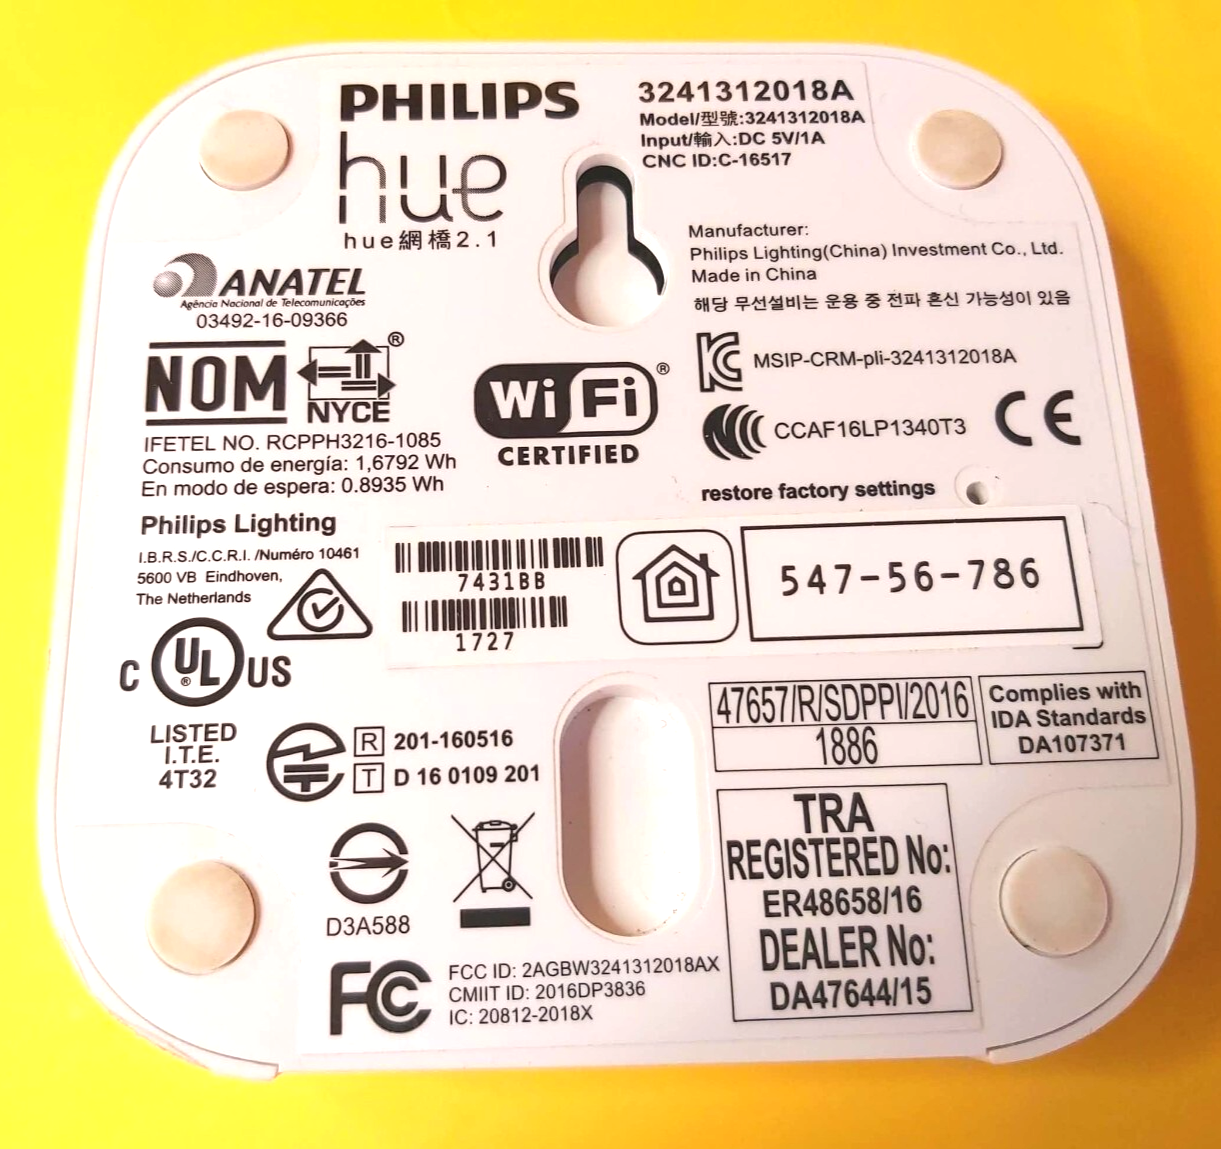 PHILIPS
hue
hue網橋2.1
3241312018A
Model/型號:3241312018A
Input/輸入:DC 5V/1A
CNC ID:C-16517
Manufacturer:
Philips Lighting(China) Investment Co., Ltd.
Made in China
해당 무선설비는 운용 중 전파 혼신 가능성이 있음
ANATEL
Agência Nacional de Telecomunicações
03492-16-09366
NOM
NYCE®
IFETEL NO. RCPPH3216-1085
Consumo de energía: 1,6792 Wh
En modo de espera: 0.8935 Wh
WiFi®
CERTIFIED
MSIP-CRM-pli-3241312018A
CCAF16LP1340T3
CE
restore factory settings
Philips Lighting
I.B.R.S./C.C.R.I. /Numéro 10461
5600 VB Eindhoven,
The Netherlands
7431BB
1727
547-56-786
C UL® US
LISTED
I.T.E.
4T32
R 201-160516
T D 16 0109 201
47657/R/SDPPI/2016
1886
Complies with
IDA Standards
DA107371
TRA
REGISTERED No:
ER48658/16
DEALER No:
DA47644/15
D3A588
FC
FCC ID: 2AGBW3241312018AX
CMIIT ID: 2016DP3836
IC: 20812-2018X